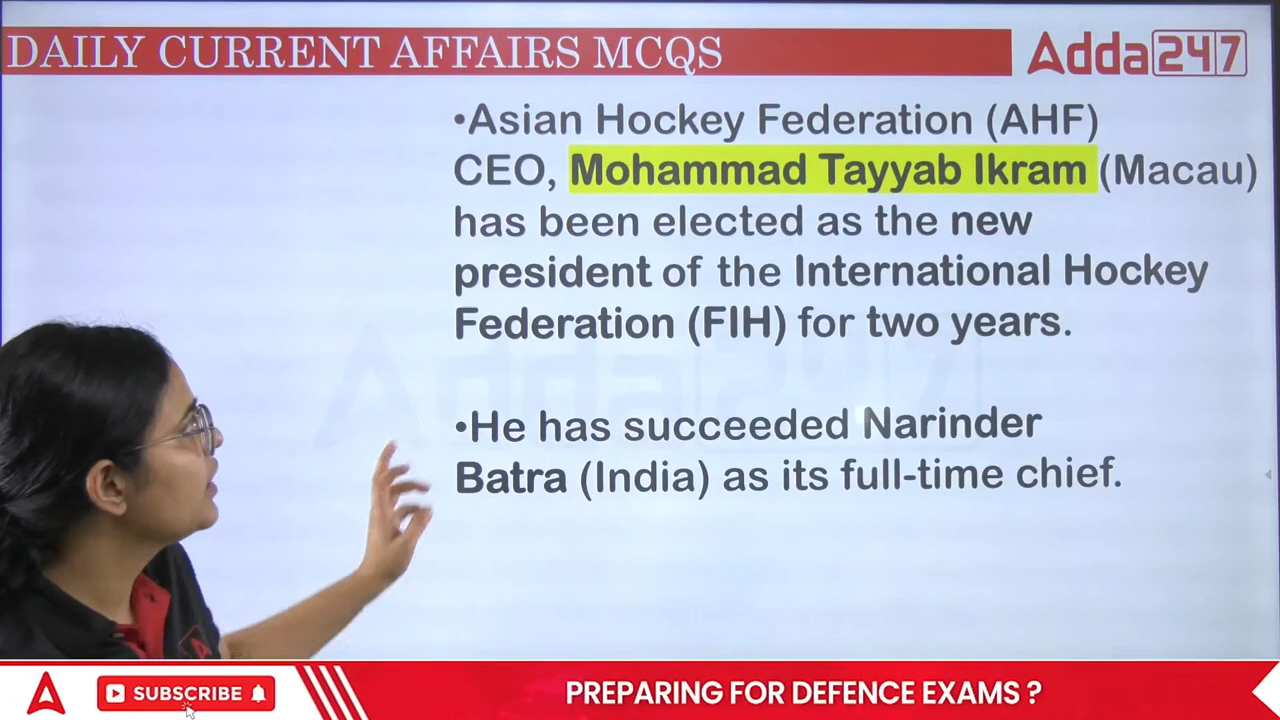 DAILY CURRENT AFFAIRS MCQS
Adda247
•Asian Hockey Federation (AHF)
CEO, Mohammad Tayyab Ikram (Macau)
has been elected as the new
president of the International Hockey
Federation (FIH) for two years.
•He has succeeded Narinder
Batra (India) as its full-time chief.
Adda247
SUBSCRIBE
PREPARING FOR DEFENCE EXAMS ?